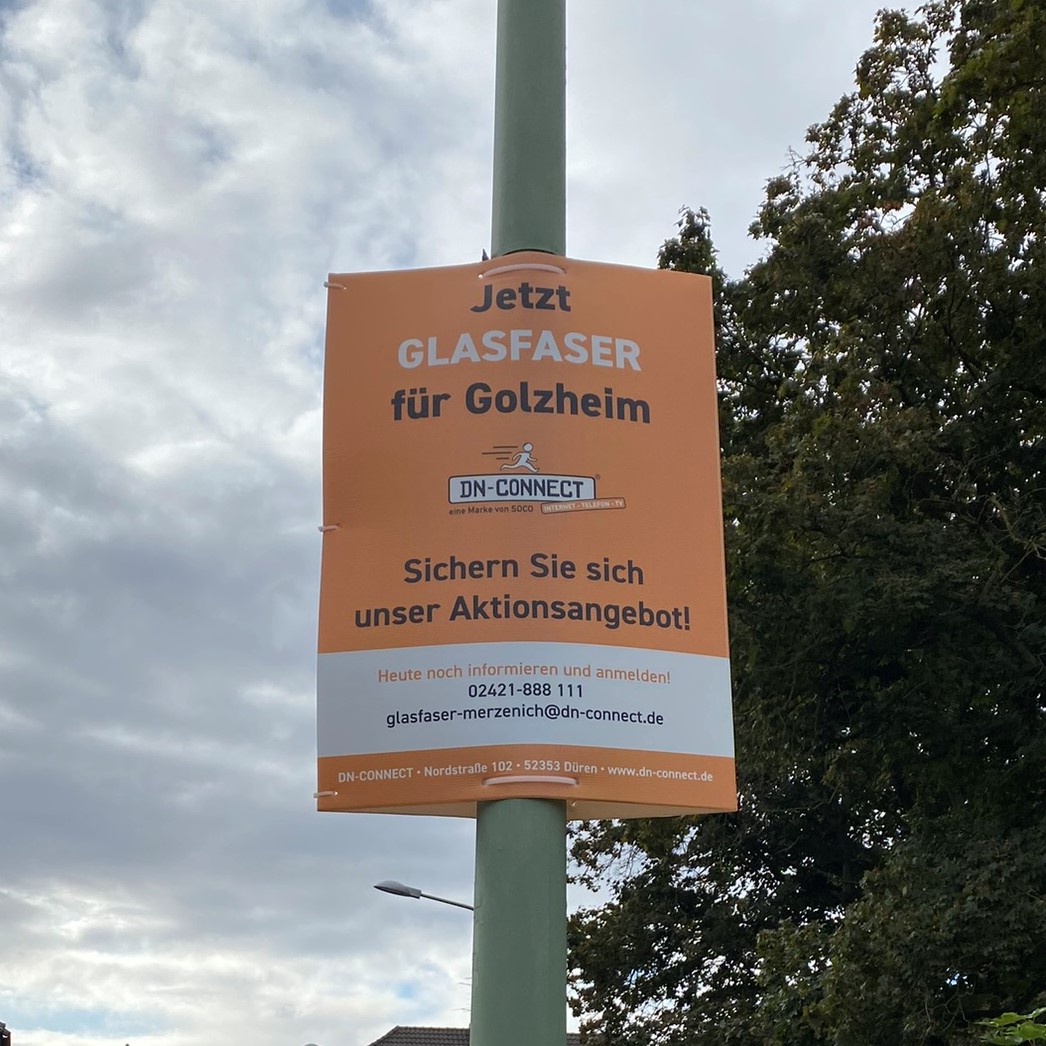 Jetzt
GLASFASER
für Golzheim
DN-CONNECT®
eine Marke von SOCO INTERNET • TELEFON • TV
Sichern Sie sich
unser Aktionsangebot!
Heute noch informieren und anmelden!
02421-888 111
glasfaser-merzenich@dn-connect.de
DN-CONNECT • Nordstraße 102 • 52353 Düren • www.dn-connect.de